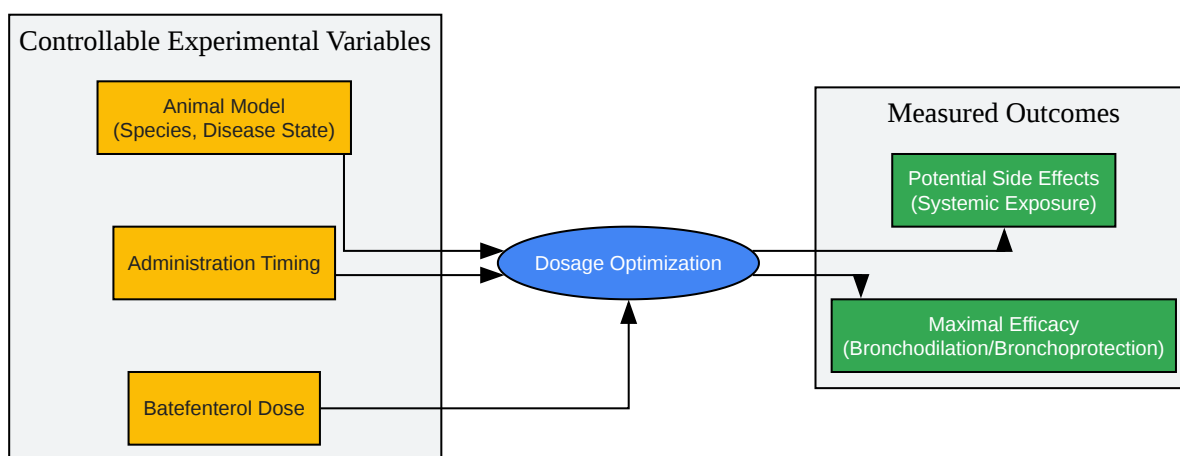 Controllable Experimental Variables
Animal Model
(Species, Disease State)
Administration Timing
Batefenterol Dose
Dosage Optimization
Measured Outcomes
Potential Side Effects
(Systemic Exposure)
Maximal Efficacy
(Bronchodilation/Bronchoprotection)